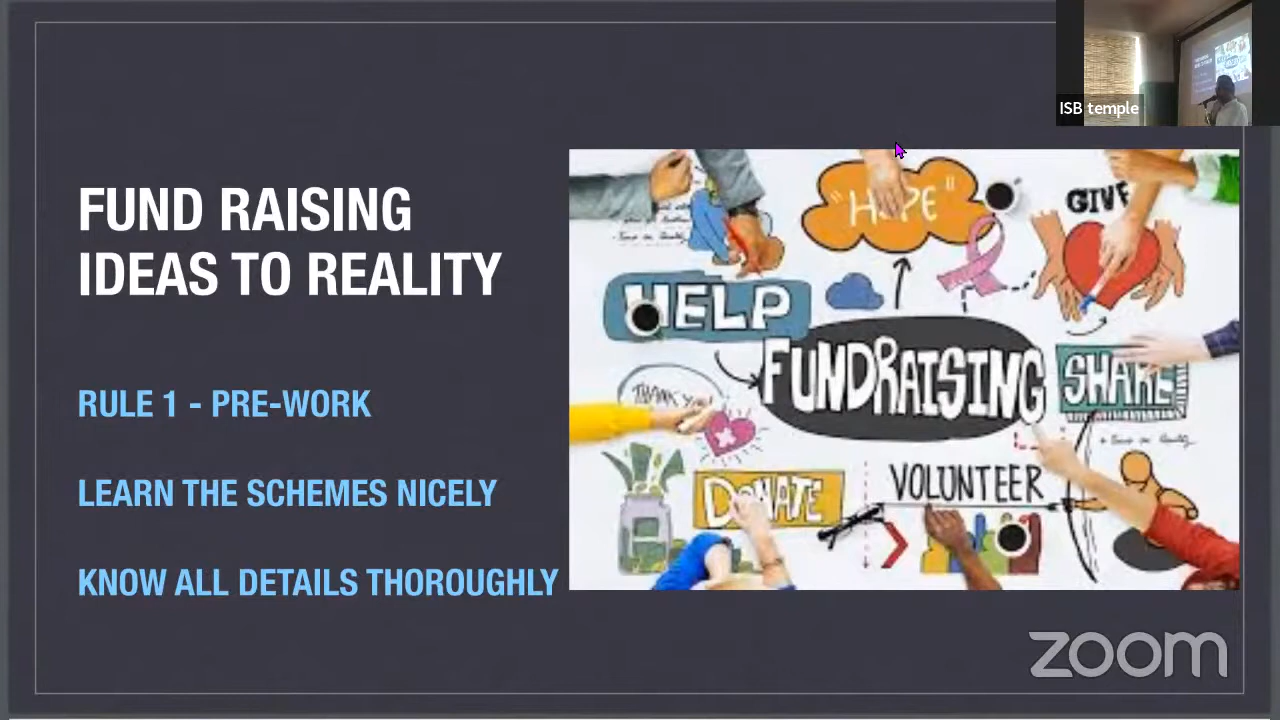 ISB temple
FUND RAISING
IDEAS TO REALITY
RULE 1 - PRE-WORK
LEARN THE SCHEMES NICELY
KNOW ALL DETAILS THOROUGHLY
"HOPE"
GIVE
HELP
FUNDRAISING
SHARE
THANK YOU!
DONATE
VOLUNTEER
zoom